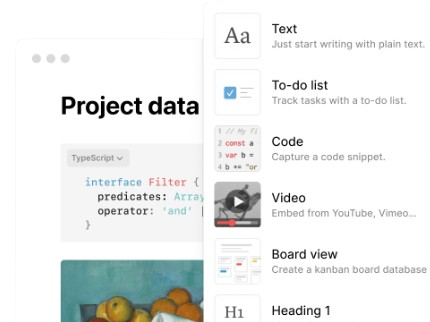 Project data
TypeScript
interface Filter {
predicates: Array
operator: 'and' |
}
Aa
Text
Just start writing with plain text.
To-do list
Track tasks with a to-do list.
1 // My fi
2 const a
3 var b =
4 b += "or
Code
Capture a code snippet.
Video
Embed from YouTube, Vimeo...
Board view
Create a kanban board database
H1
Heading 1